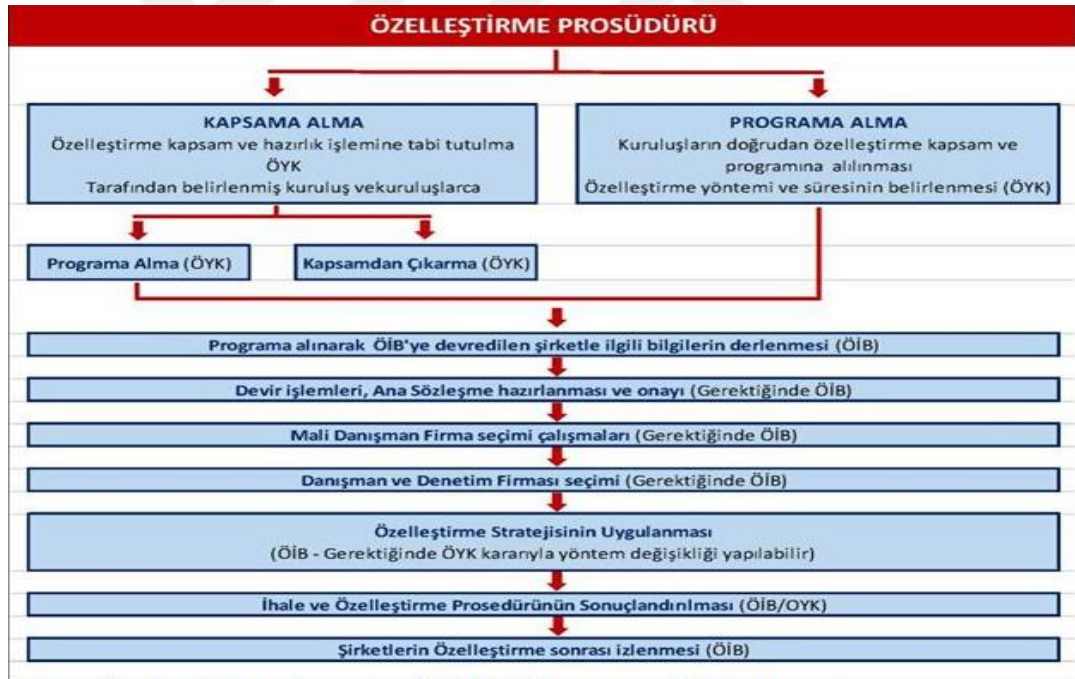 ÖZELLEŞTİRME PROSÜDÜRÜ
KAPSAMA ALMA
Özelleştirme kapsam ve hazırlık işlemine tabi tutulma
ÖYK
Tarafından belirlenmiş kuruluş vekuruluşlarca
PROGRAMA ALMA
Kuruluşların doğrudan özelleştirme kapsam ve
programına alılınması
Özelleştirme yöntemi ve süresinin belirlenmesi (ÖYK)
Programa Alma (ÖYK)
Kapsamdan Çıkarma (ÖYK)
Programa alınarak ÖİB'ye devredilen şirketle ilgili bilgilerin derlenmesi (ÖİB)
Devir işlemleri, Ana Sözleşme hazırlanması ve onayı (Gerektiğinde ÖİB)
Mali Danışman Firma seçimi çalışmaları (Gerektiğinde ÖİB)
Danışman ve Denetim Firması seçimi (Gerektiğinde ÖİB)
Özelleştirme Stratejisinin Uygulanması
(ÖİB - Gerektiğinde ÖYK kararıyla yöntem değişikliği yapılabilir)
İhale ve Özelleştirme Prosedürünün Sonuçlandınlması (ÖİB/OYK)
Şirketlerin Özelleştirme sonrası izlenmesi (ÖİB)